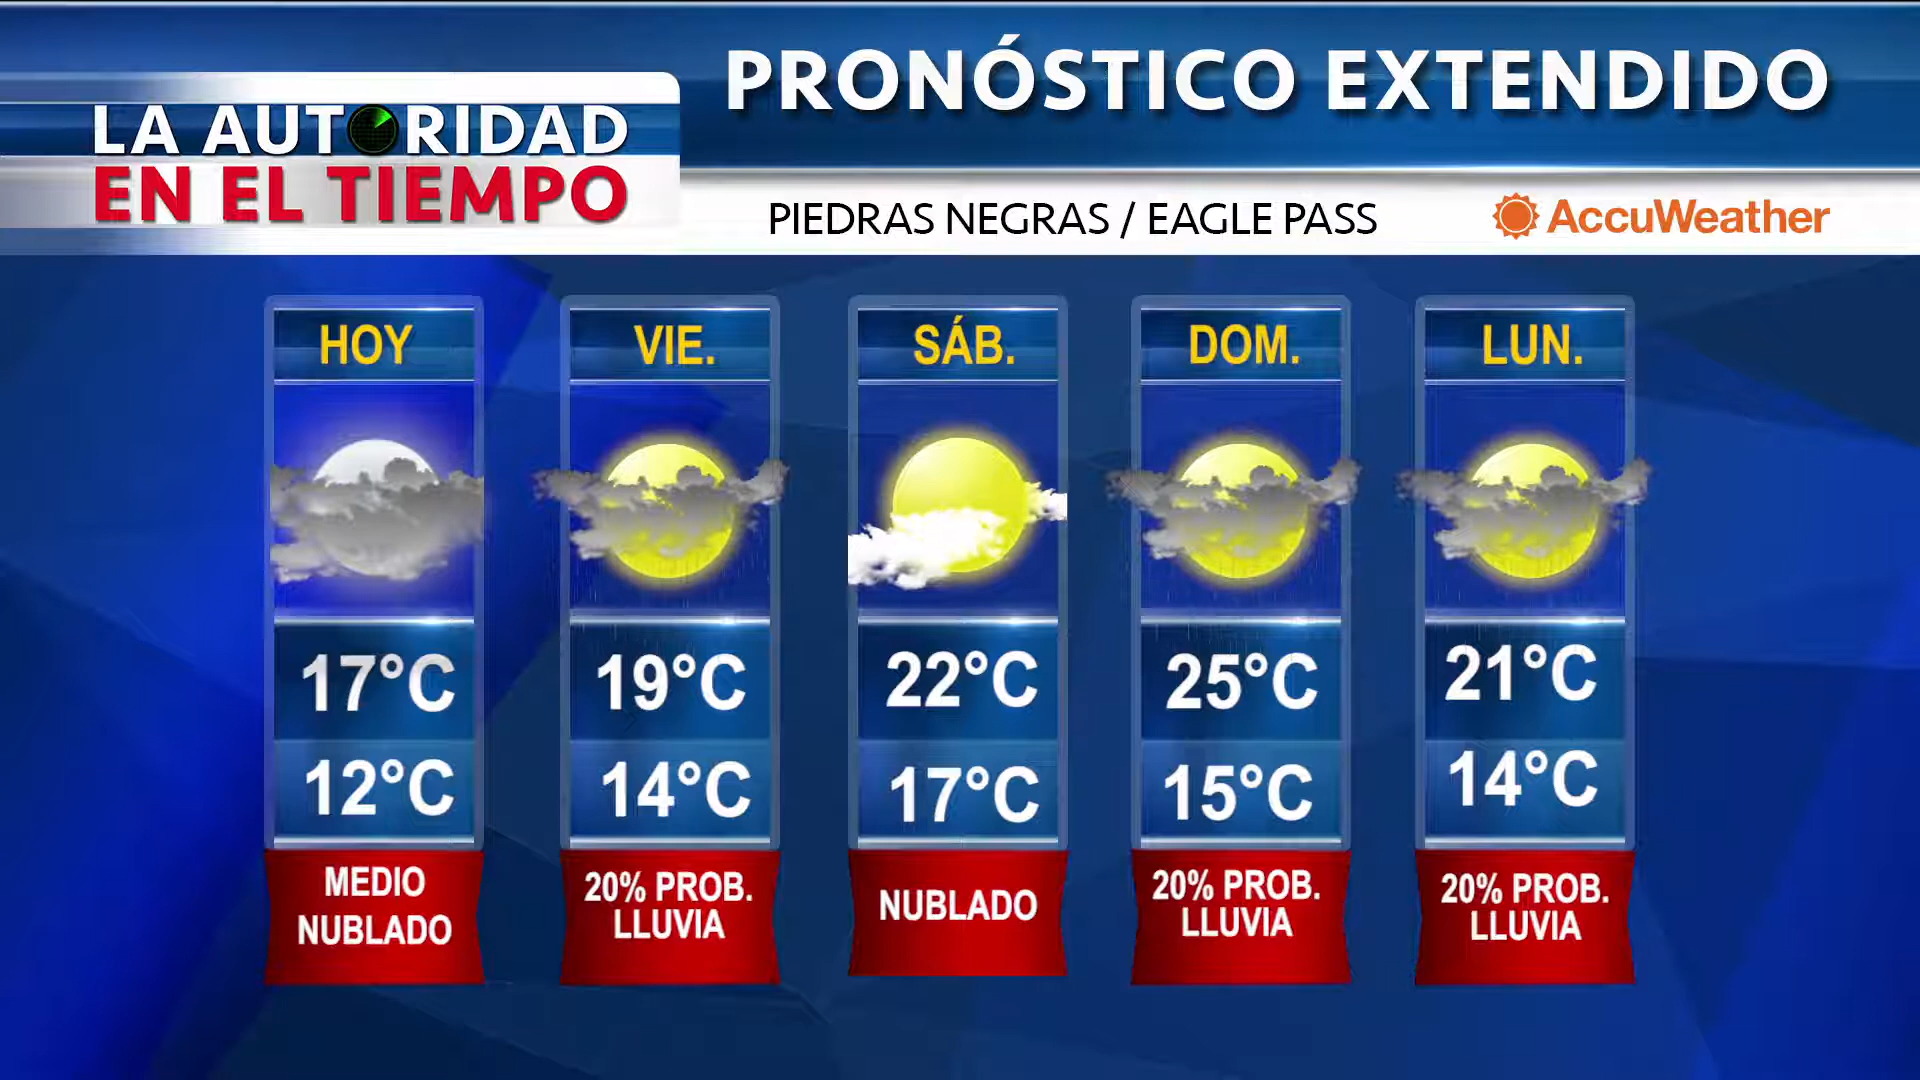 PRONÓSTICO EXTENDIDO
LA AUTORIDAD
EN EL TIEMPO
PIEDRAS NEGRAS / EAGLE PASS
AccuWeather
HOY
17°C
12°C
MEDIO
NUBLADO
VIE.
19°C
14°C
20% PROB.
LLUVIA
SÁB.
22°C
17°C
NUBLADO
DOM.
25°C
15°C
20% PROB.
LLUVIA
LUN.
21°C
14°C
20% PROB.
LLUVIA